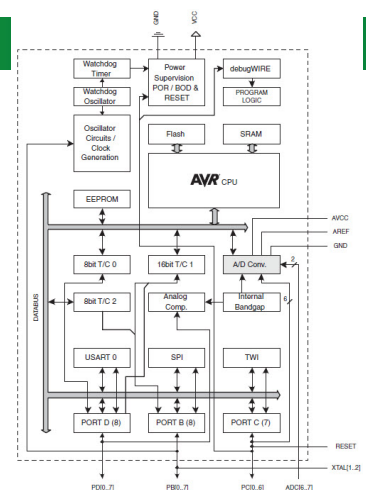 GND
VCC
Watchdog
Timer
Power
Supervision
POR / BOD &
RESET
debugWIRE
Watchdog
Oscillator
PROGRAM
LOGIC
Oscillator
Circuits /
Clock
Generation
Flash
SRAM
AVR CPU
EEPROM
AVCC
AREF
GND
8bit T/C 0
16bit T/C 1
A/D Conv.
2
DATABUS
8bit T/C 2
Analog
Comp.
Internal
Bandgap
6
USART 0
SPI
TWI
PORT D (8)
PORT B (8)
PORT C (7)
RESET
XTAL[1..2]
PD[0..7]
PB[0..7]
PC[0..6]
ADC[6..7]